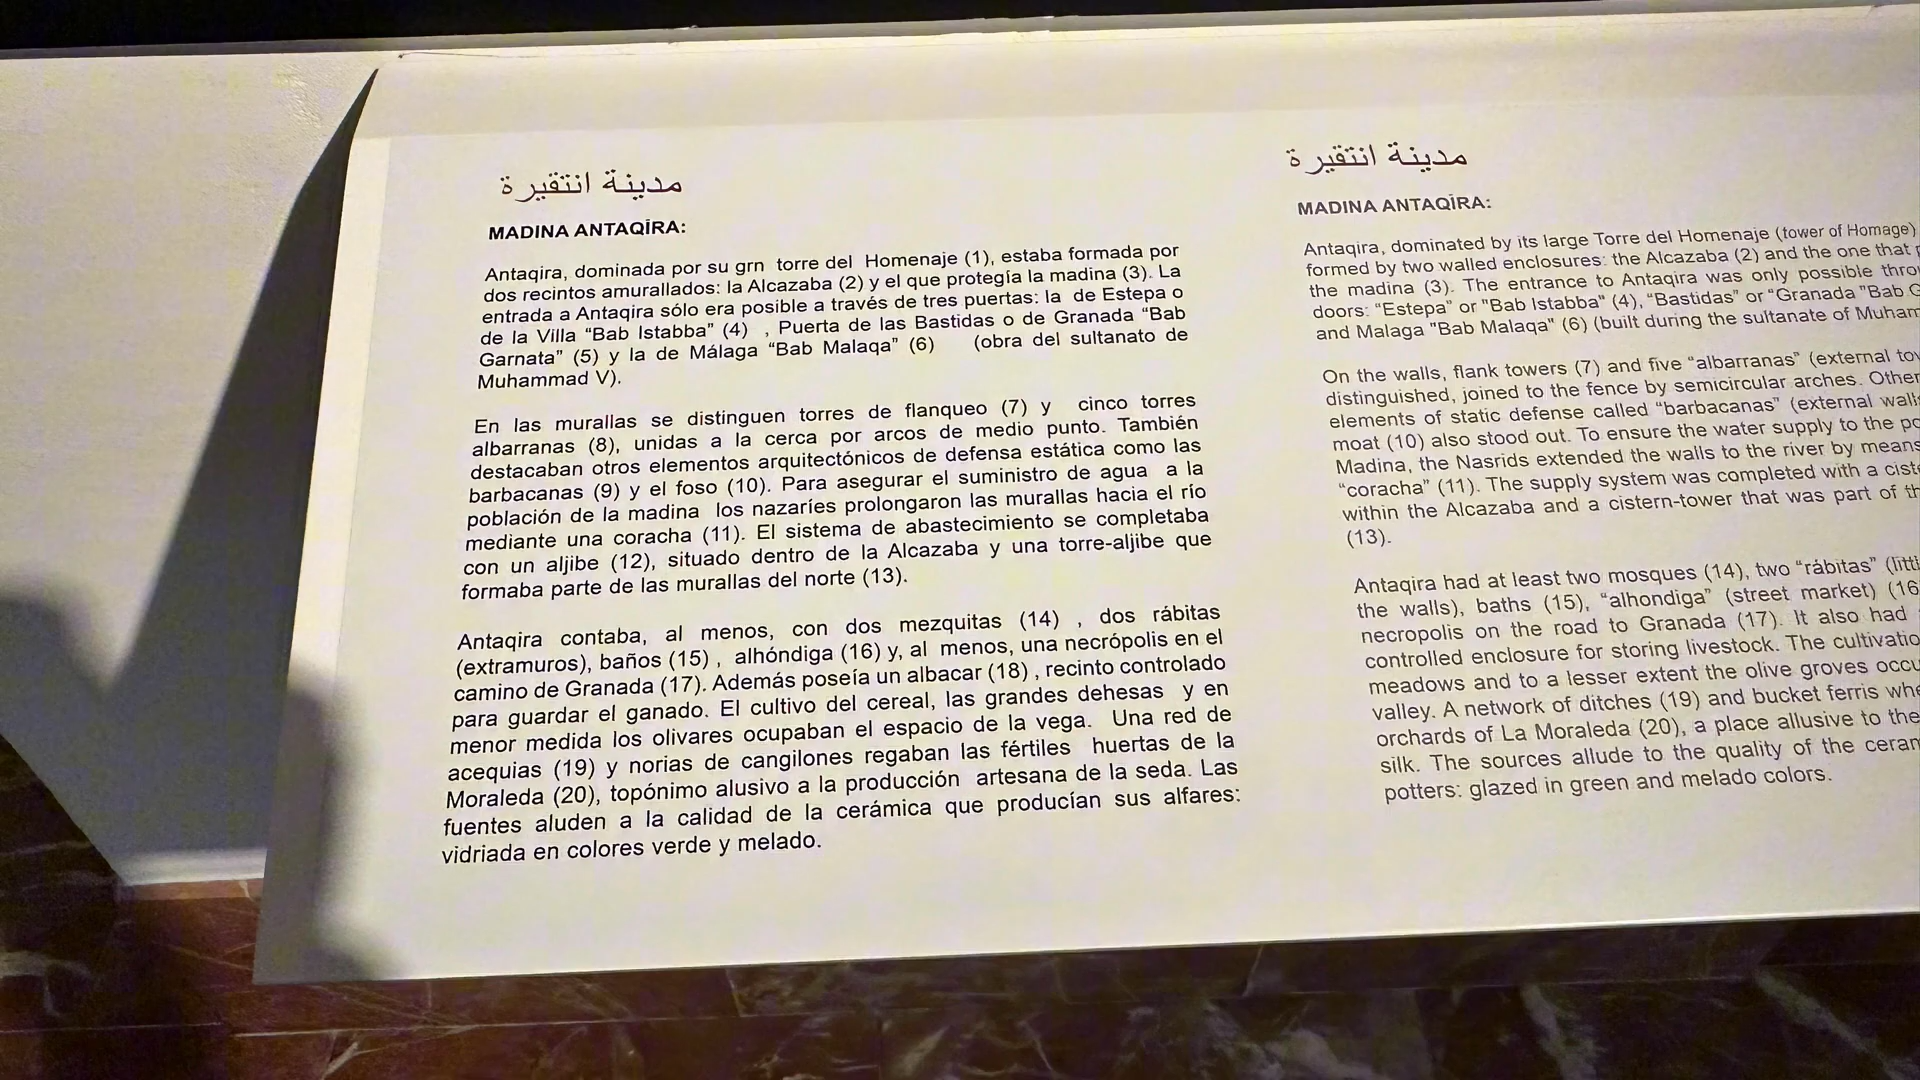 مدينة انتقيرة
MADINA ANTAQĪRA:
Antaqira, dominada por su grn torre del Homenaje (1), estaba formada por
dos recintos amurallados: la Alcazaba (2) y el que protegía la madina (3). La
entrada a Antaqira sólo era posible a través de tres puertas: la de Estepa o
de la Villa “Bab Istabba” (4) , Puerta de las Bastidas o de Granada “Bab
Garnata” (5) y la de Málaga “Bab Malaqa” (6) (obra del sultanato de
Muhammad V).
En las murallas se distinguen torres de flanqueo (7) y cinco torres
albarranas (8), unidas a la cerca por arcos de medio punto. También
destacaban otros elementos arquitectónicos de defensa estática como las
barbacanas (9) y el foso (10). Para asegurar el suministro de agua a la
población de la madina los nazaríes prolongaron las murallas hacia el río
mediante una coracha (11). El sistema de abastecimiento se completaba
con un aljibe (12), situado dentro de la Alcazaba y una torre-aljibe que
formaba parte de las murallas del norte (13).
Antaqira contaba, al menos, con dos mezquitas (14) , dos rábitas
(extramuros), baños (15) , alhóndiga (16) y, al menos, una necrópolis en el
camino de Granada (17). Además poseía un albacar (18) , recinto controlado
para guardar el ganado. El cultivo del cereal, las grandes dehesas y en
menor medida los olivares ocupaban el espacio de la vega. Una red de
acequias (19) y norias de cangilones regaban las fértiles huertas de la
Moraleda (20), topónimo alusivo a la producción artesana de la seda. Las
fuentes aluden a la calidad de la cerámica que producían sus alfares:
vidriada en colores verde y melado.
مدينة انتقيرة
MADINA ANTAQĪRA:
Antaqira, dominated by its large Torre del Homenaje (tower of Homage)
formed by two walled enclosures: the Alcazaba (2) and the one that
the madina (3). The entrance to Antaqira was only possible
doors: “Estepa” or "Bab Istabba" (4), “Bastidas” or “Granada "Bab
and Malaga "Bab Malaqa" (6) (built during the sultanate of
On the walls, flank towers (7) and five “albarranas” (external
distinguished, joined to the fence by semicircular arches.
elements of static defense called “barbacanas” (external
moat (10) also stood out. To ensure the water supply to the
Madina, the Nasrids extended the walls to the river by means
“coracha” (11). The supply system was completed with a
within the Alcazaba and a cistern-tower that was part of
(13).
Antaqira had at least two mosques (14), two “rábitas”
the walls), baths (15), “alhondiga” (street market) (16
necropolis on the road to Granada (17). It also had
controlled enclosure for storing livestock. The
meadows and to a lesser extent the olive groves
valley. A network of ditches (19) and bucket ferris
orchards of La Moraleda (20), a place allusive to the
silk. The sources allude to the quality of the
potters: glazed in green and melado colors.